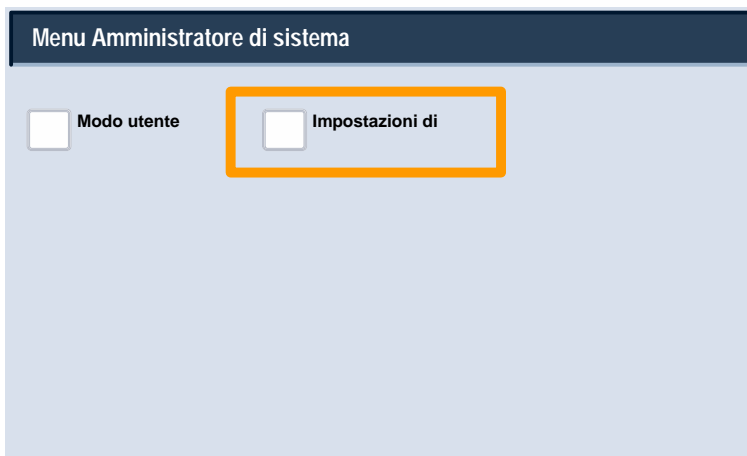 Menu Amministratore di sistema
Modo utente
Impostazioni di